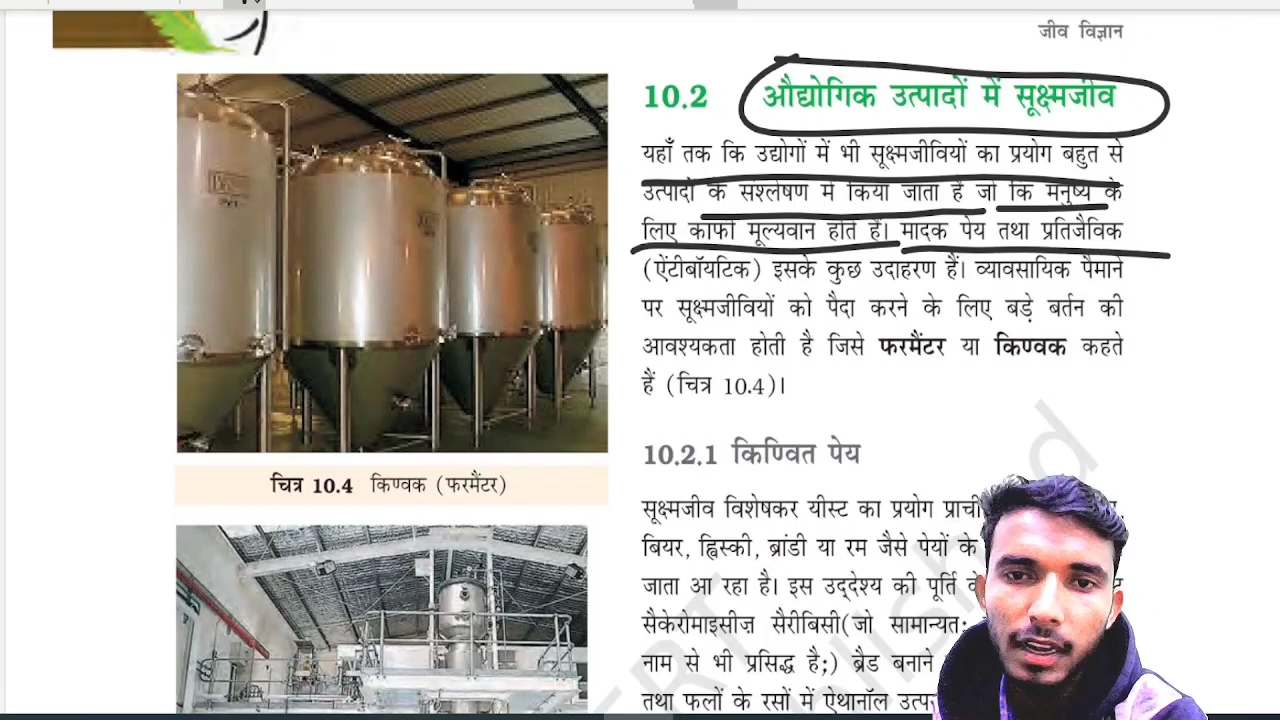 जीव विज्ञान
10.2 औद्योगिक उत्पादों में सूक्ष्मजीव
यहाँ तक कि उद्योगों में भी सूक्ष्मजीवियों का प्रयोग बहुत से
उत्पादों के संश्लेषण में किया जाता है जो कि मनुष्य के
लिए काफी मूल्यवान होते हैं। मादक पेय तथा प्रतिजैविक
(ऐंटीबॉयटिक) इसके कुछ उदाहरण हैं। व्यावसायिक पैमाने
पर सूक्ष्मजीवियों को पैदा करने के लिए बड़े बर्तन की
आवश्यकता होती है जिसे फरमैंटर या किण्वक कहते
हैं (चित्र 10.4)।
चित्र 10.4 किण्वक (फरमैंटर)
10.2.1 किण्वित पेय
सूक्ष्मजीव विशेषकर यीस्ट का प्रयोग
बियर, ह्विस्की, ब्रांडी या रम जैसे पेयों के
जाता आ रहा है। इस उद्देश्य की पूर्ति
सैकेरोमाइसीज सैरीबिसी(जो सामान्यत:
नाम से भी प्रसिद्ध है;) ब्रैड बनाने
तथा फलों के रसों में ऐथानॉल